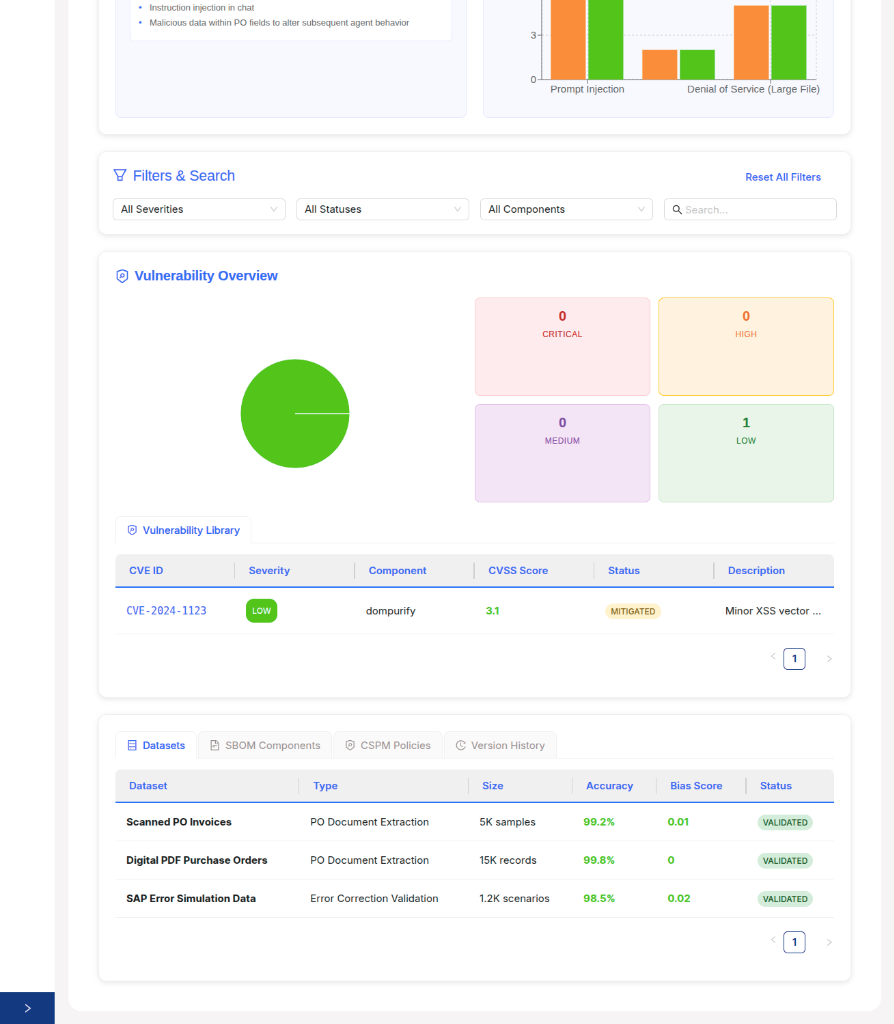 Instruction injection in chat
Malicious data within PO fields to alter subsequent agent behavior
3
0
Prompt Injection
Denial of Service (Large File)
Filters & Search
Reset All Filters
All Severities
All Statuses
All Components
Search...
Vulnerability Overview
0
CRITICAL
0
HIGH
0
MEDIUM
1
LOW
Vulnerability Library
CVE ID Severity Component CVSS Score Status Description
CVE-2024-1123 LOW dompurify 3.1 MITIGATED Minor XSS vector ...
1
Datasets SBOM Components CSPM Policies Version History
Dataset Type Size Accuracy Bias Score Status
Scanned PO Invoices PO Document Extraction 5K samples 99.2% 0.01 VALIDATED
Digital PDF Purchase Orders PO Document Extraction 15K records 99.8% 0 VALIDATED
SAP Error Simulation Data Error Correction Validation 1.2K scenarios 98.5% 0.02 VALIDATED
1